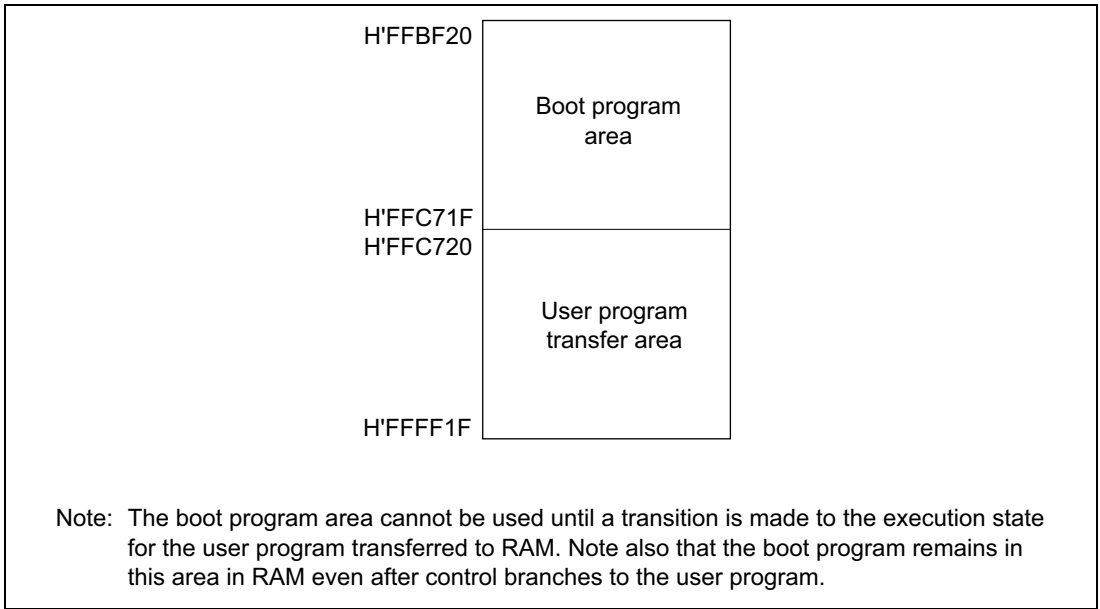 H'FFBF20
Boot program
area
H'FFC71F
H'FFC720
User program
transfer area
H'FFFF1F
Note: The boot program area cannot be used until a transition is made to the execution state
for the user program transferred to RAM. Note also that the boot program remains in
this area in RAM even after control branches to the user program.